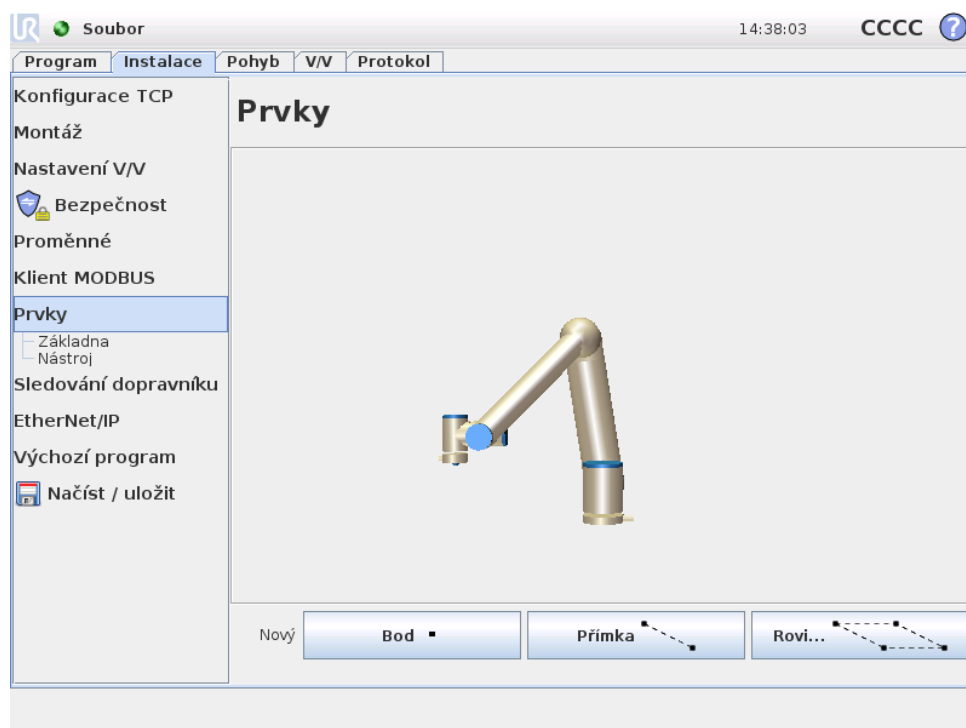 UR Soubor 14:38:03 CCCC ?
Program Instalace Pohyb V/V Protokol
Konfigurace TCP
Prvky
Montáž
Nastavení V/V
Bezpečnost
Proměnné
Klient MODBUS
Prvky
Základna
Nástroj
Sledování dopravníku
EtherNet/IP
Výchozí program
Načíst / uložit
Nový Bod Přímka Rovi...